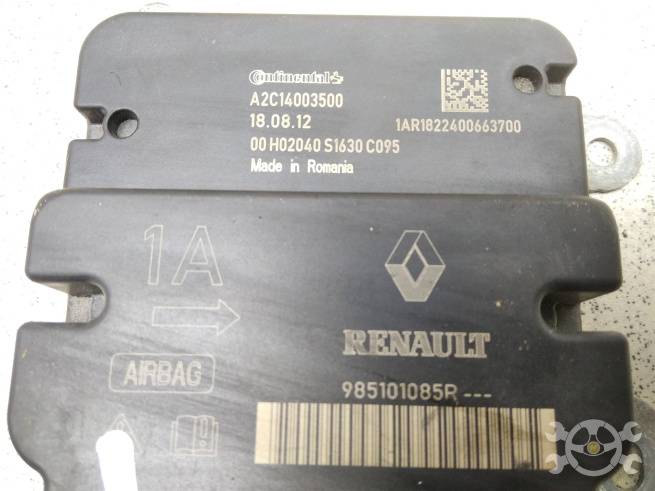 Continental
A2C14003500
18.08.12
1AR1822400663700
00 H02040 S1630 C095
Made in Romania
1A
RENAULT
AIRBAG
985101085R ---